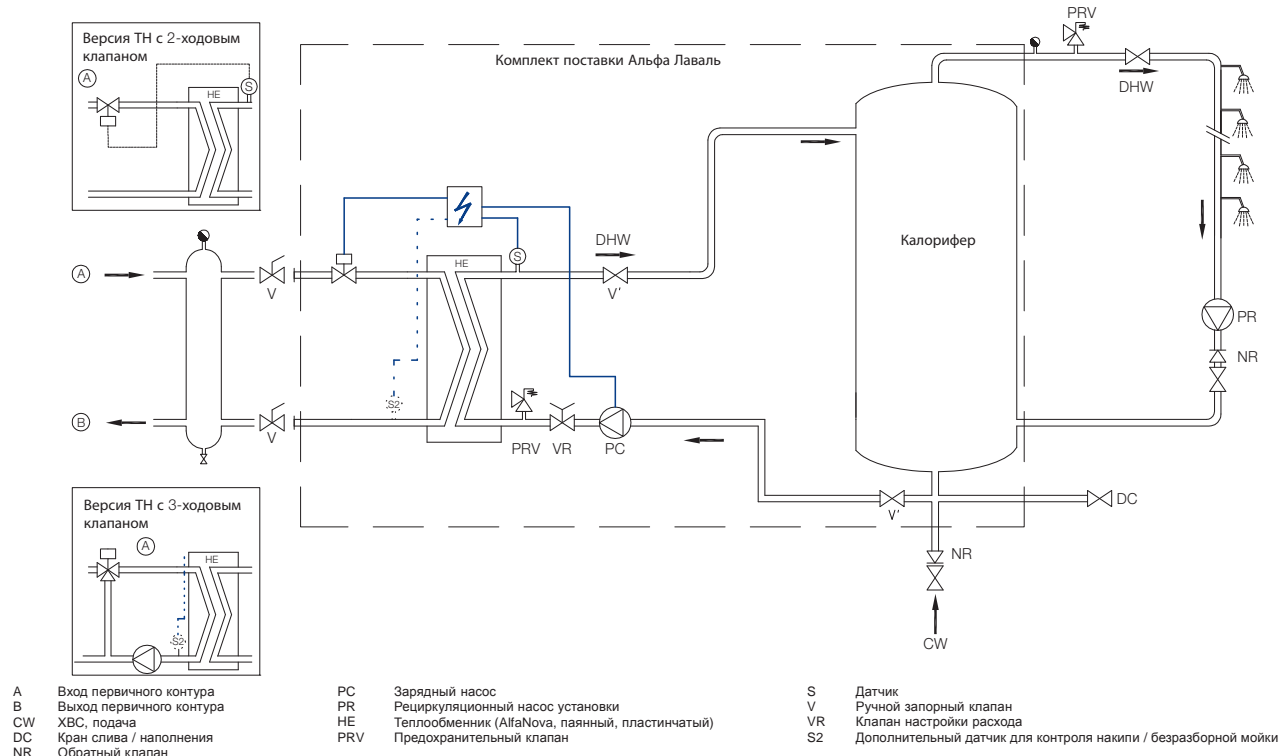 Версия ТН с 2-ходовым
клапаном
A
HE
S
Комплект поставки Альфа Лаваль
PRV
DHW
DHW
HE
S
A
V
V'
Калорифер
PR
NR
S2
B
V
PRV
VR
PC
V'
DC
NR
CW
Версия ТН с 3-ходовым
клапаном
A
HE
S2
A Вход первичного контура
B Выход первичного контура
CW ХВС, подача
DC Кран слива / наполнения
NR Обратный клапан
PC Зарядный насос
PR Рециркуляционный насос установки
HE Теплообменник (AlfaNova, паянный, пластинчатый)
PRV Предохранительный клапан
S Датчик
V Ручной запорный клапан
VR Клапан настройки расхода
S2 Дополнительный датчик для контроля накипи / безразборной мойки